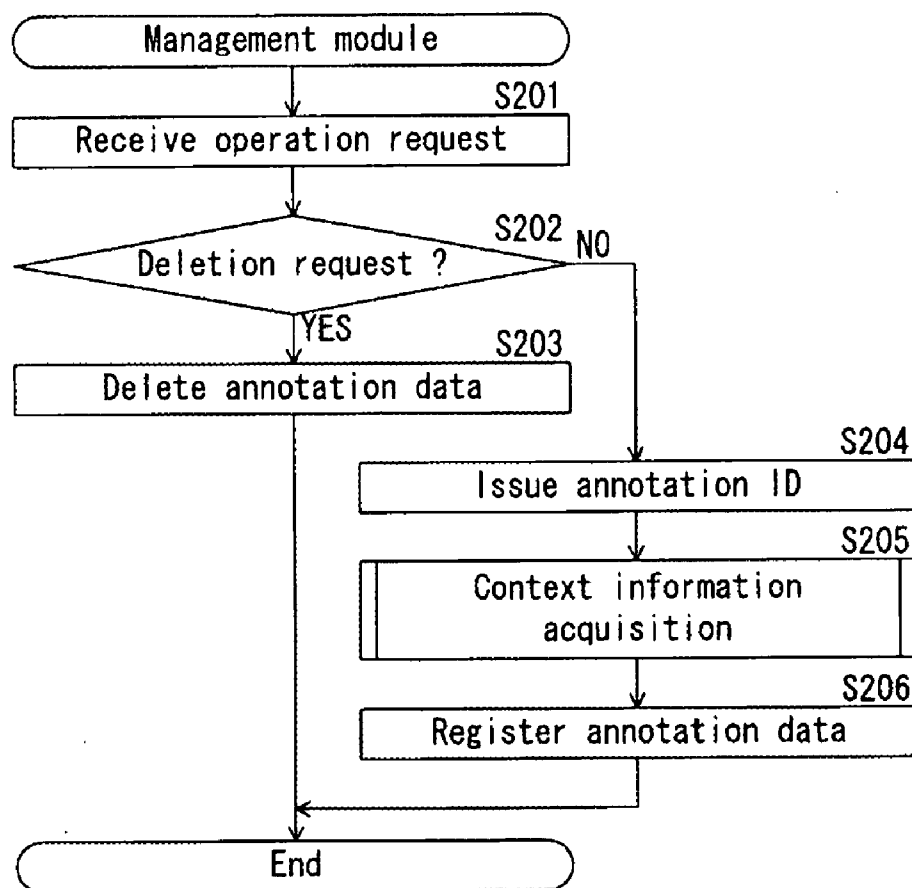 Management module
S201
Receive operation request
S202
Deletion request ?
NO
YES
S203
Delete annotation data
S204
Issue annotation ID
S205
Context information
acquisition
S206
Register annotation data
End